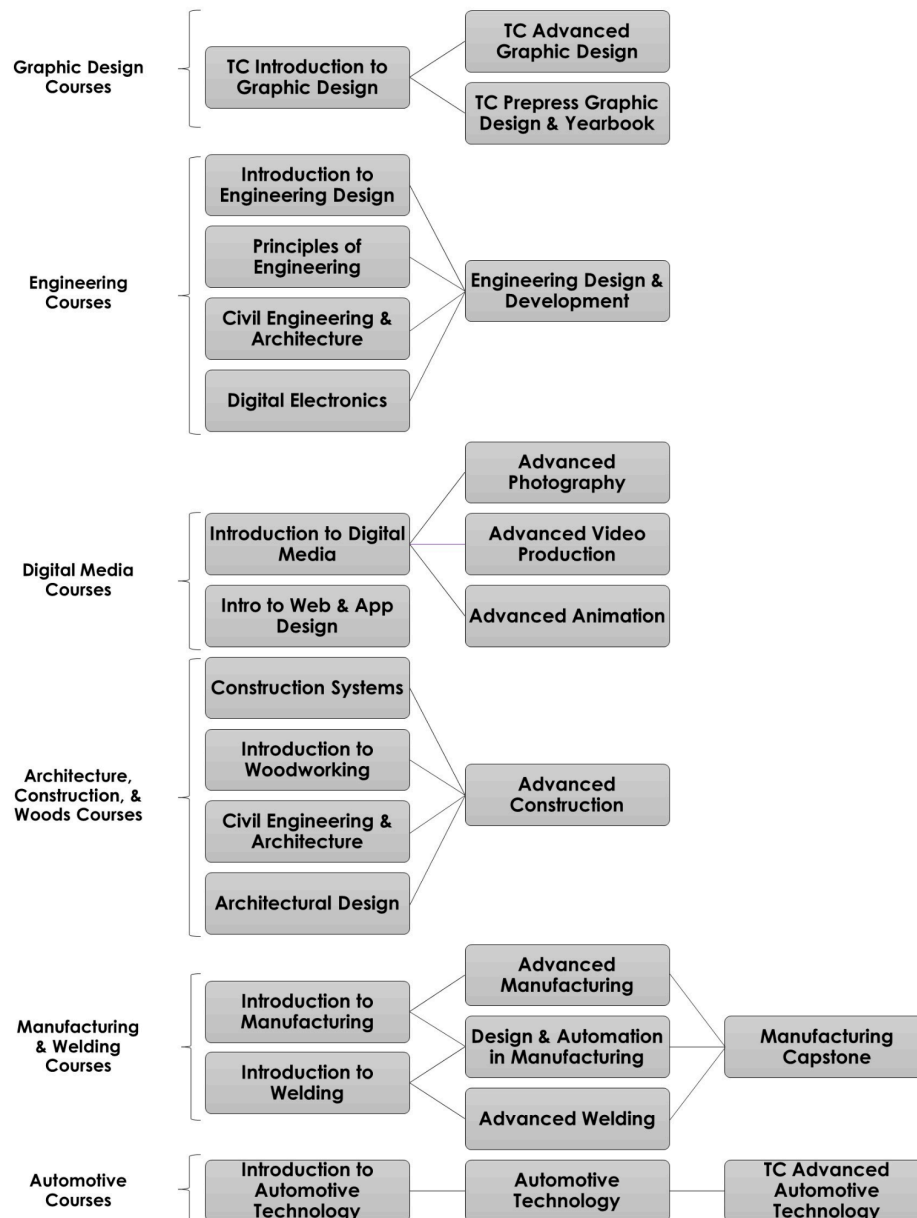 Graphic Design
Courses
TC Introduction to
Graphic Design
TC Advanced
Graphic Design
TC Prepress Graphic
Design & Yearbook
Engineering
Courses
Introduction to
Engineering Design
Principles of
Engineering
Civil Engineering &
Architecture
Digital Electronics
Engineering Design &
Development
Digital Media
Courses
Introduction to Digital
Media
Intro to Web & App
Design
Advanced
Photography
Advanced Video
Production
Advanced Animation
Architecture,
Construction, &
Woods Courses
Construction Systems
Introduction to
Woodworking
Civil Engineering &
Architecture
Architectural Design
Advanced
Construction
Manufacturing
& Welding
Courses
Introduction to
Manufacturing
Introduction to
Welding
Advanced
Manufacturing
Design & Automation
in Manufacturing
Advanced Welding
Manufacturing
Capstone
Automotive
Courses
Introduction to
Automotive
Technology
Automotive
Technology
TC Advanced
Automotive
Technology